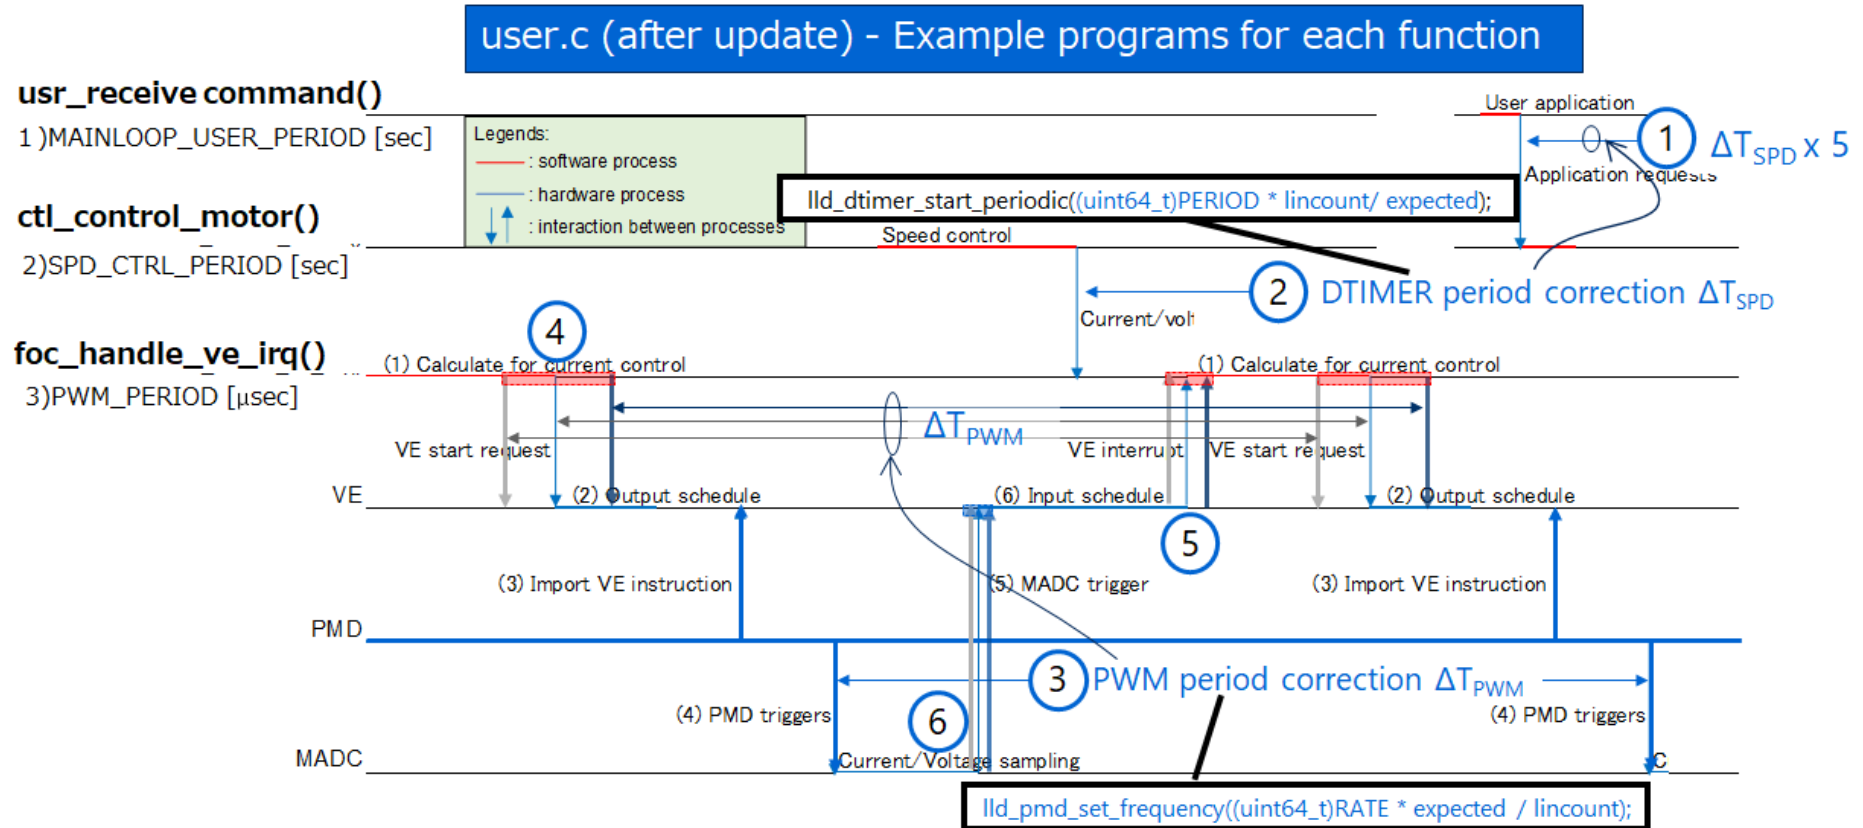 user.c (after update) - Example programs for each function
usr_receive command()
1)MAINLOOP_USER_PERIOD [sec]
Legends:
: software process
: hardware process
: interaction between processes
User application
1
ΔTSPD x 5
Application requests
lld_dtimer_start_periodic((uint64_t)PERIOD * lincount/ expected);
ctl_control_motor()
2)SPD_CTRL_PERIOD [sec]
Speed control
2
DTIMER period correction ΔTSPD
Current/volt
4
foc_handle_ve_irq()
3)PWM_PERIOD [μsec]
(1) Calculate for current control
(1) Calculate for current control
ΔTPWM
VE start request
VE interrupt
VE start request
VE
(2) Output schedule
(6) Input schedule
(2) Output schedule
5
(3) Import VE instruction
(5) MADC trigger
(3) Import VE instruction
PMD
3
PWM period correction ΔTPWM
(4) PMD triggers
6
(4) PMD triggers
MADC
Current/Voltage sampling
C
lld_pmd_set_frequency((uint64_t)RATE * expected / lincount);